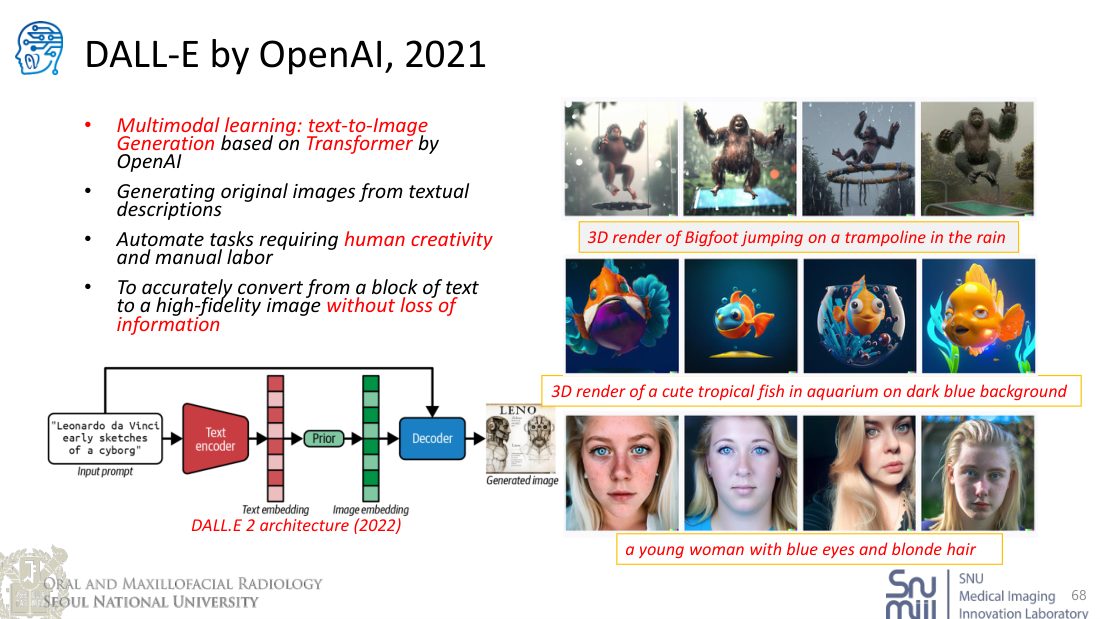 DALL-E by OpenAI, 2021
• Multimodal learning: text-to-Image
Generation based on Transformer by
OpenAI
• Generating original images from textual
descriptions
• Automate tasks requiring human creativity
and manual labor
• To accurately convert from a block of text
to a high-fidelity image without loss of
information
"Leonardo da Vinci
early sketches
of a cyborg"
Input prompt
Text
encoder
Text embedding
Prior
Image embedding
Decoder
LENO
Generated image
DALL.E 2 architecture (2022)
3D render of Bigfoot jumping on a trampoline in the rain
3D render of a cute tropical fish in aquarium on dark blue background
a young woman with blue eyes and blonde hair
ORAL AND MAXILLOFACIAL RADIOLOGY
SEOUL NATIONAL UNIVERSITY
SNU
Medical Imaging
Innovation Laboratory
68